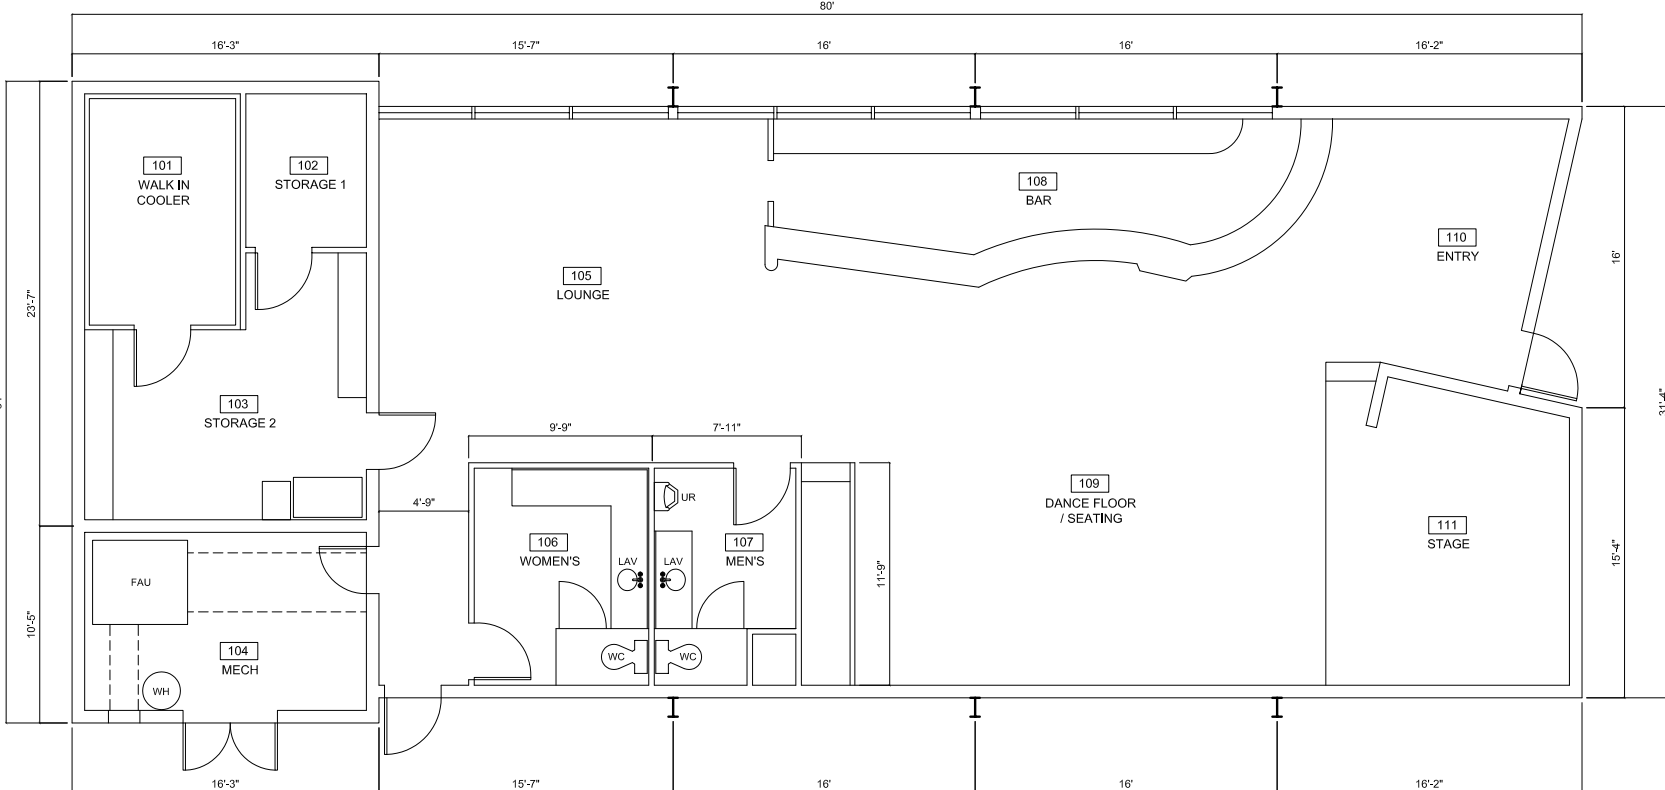 80'
16'-3"
15'-7"
16'
16'
16'-2"
101
WALK IN
COOLER
102
STORAGE 1
108
BAR
110
ENTRY
105
LOUNGE
16'
23'-7"
31'-4"
103
STORAGE 2
9'-9"
7'-11"
4'-9"
UR
109
DANCE FLOOR
/ SEATING
111
STAGE
106
WOMEN'S
107
MEN'S
LAV
LAV
11'-9"
15'-4"
FAU
10'-5"
104
MECH
WC
WC
WH
16'-3"
15'-7"
16'
16'
16'-2"